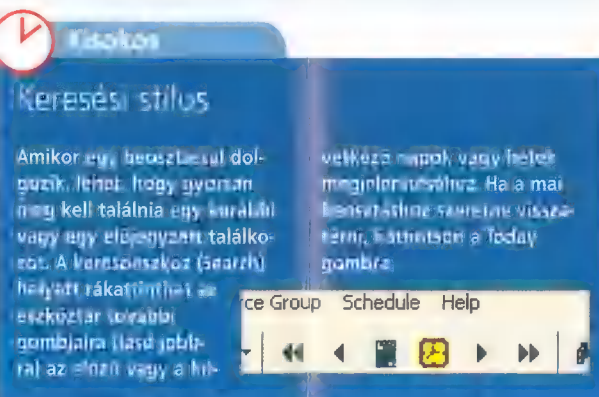 Kisokos
Keresési stílus
Amikor egy beosztással dol-
gozik, lehet, hogy gyorsan
meg kell találnia egy korábbi
vagy egy előjegyzett találko-
zót. A keresőeszköz (Search)
helyett rákattinthat az
eszköztár további
gombjaira (lásd jobb-
ra) az előző vagy a kö-
vetkező napok vagy hetek
megjelenítéséhez. Ha a mai
beosztáshoz szeretne vissza-
térni, kattintson a Today
gombra.
rce Group Schedule Help